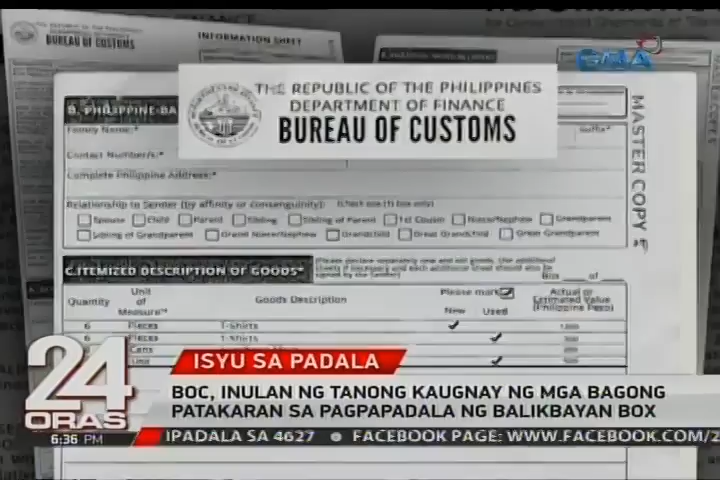 BUREAU OF CUSTOMS
INFORMATION SHEET
GMA
THE REPUBLIC OF THE PHILIPPINES
DEPARTMENT OF FINANCE
BUREAU OF CUSTOMS
B. PHILIPPINE-BA
Family Name:*
Suffix*
Contact Number/s:*
Complete Philippine Address:*
MASTER COPY
Relationship to Sender (by affinity or consanguinity): (Check one (1) box only)
Spouse Child Parent Sibling Sibling of Parent 1st Cousin Niece/Nephew Grandparent
Sibling of Grandparent Grand Niece/Nephew Grandchild Great Grandchild Great Grandparent
C.ITEMIZED DESCRIPTION OF GOODS*
Box of
Quantity Unit of Measure* Goods Description Please mark New Used Actual or Estimated Value (Philippine Peso)
6 Pieces T-Shirts
6 Pieces T-Shirts
Cans
Unit
24 ORAS
6:36 PM
ISYU SA PADALA
BOC, INULAN NG TANONG KAUGNAY NG MGA BAGONG
PATAKARAN SA PAGPAPADALA NG BALIKBAYAN BOX
IPADALA SA 4627 FACEBOOK PAGE: WWW.FACEBOOK.COM/2